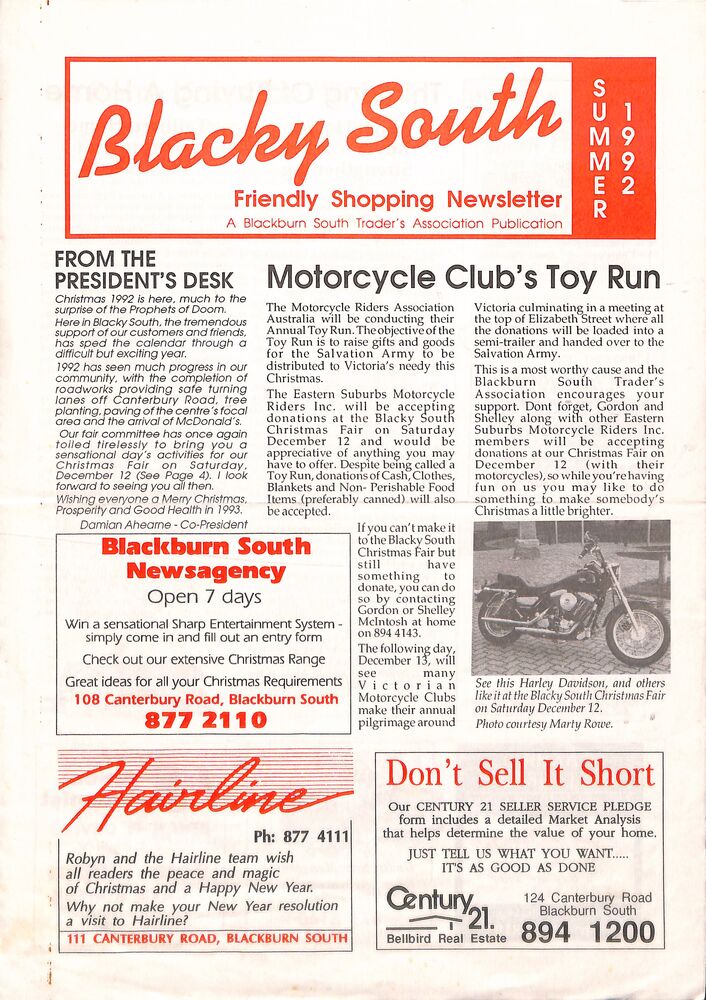 Blacky South
Friendly Shopping Newsletter
A Blackburn South Trader's Association Publication
SUMMER
1992
FROM THE
PRESIDENT'S DESK
Christmas 1992 is here, much to the
surprise of the Prophets of Doom.
Here in Blacky South, the tremendous
support of our customers and friends,
has sped the calendar through a
difficult but exciting year.
1992 has seen much progress in our
community, with the completion of
roadworks providing safe turning
lanes off Canterbury Road, tree
planting, paving of the centre's focal
area and the arrival of McDonald's.
Our fair committee has once again
toiled tirelessly to bring you a
sensational day's activities for our
Christmas Fair on Saturday,
December 12 (See Page 4). I look
forward to seeing you all then.
Wishing everyone a Merry Christmas,
Prosperity and Good Health in 1993.
Damian Ahearne - Co-President
Motorcycle Club's Toy Run
The Motorcycle Riders Association
Australia will be conducting their
Annual Toy Run. The objective of the
Toy Run is to raise gifts and goods
for the Salvation Army to be
distributed to Victoria's needy this
Christmas.
The Eastern Suburbs Motorcycle
Riders Inc. will be accepting
donations at the Blacky South
Christmas Fair on Saturday
December 12 and would be
appreciative of anything you may
have to offer. Despite being called a
Toy Run, donations of Cash, Clothes,
Blankets and Non- Perishable Food
Items (preferably canned) will also
be accepted.
If you can't make it
to the Blacky South
Christmas Fair but
still have
something to
donate, you can do
so by contacting
Gordon or Shelley
McIntosh at home
on 894 4143.
The following day,
December 13, will
see many
Victorian
Motorcycle Clubs
make their annual
pilgrimage around
Victoria culminating in a meeting at
the top of Elizabeth Street where all
the donations will be loaded into a
semi-trailer and handed over to the
Salvation Army.
This is a most worthy cause and the
Blackburn South Trader's
Association encourages your
support. Dont forget, Gordon and
Shelley along with other Eastern
Suburbs Motorcycle Riders Inc.
members will be accepting
donations at our Christmas Fair on
December 12 (with their
motorcycles), so while you're having
fun on us you may like to do
something to make somebody's
Christmas a little brighter.
See this Harley Davidson, and others
like it at the Blacky South Christmas Fair
on Saturday December 12.
Photo courtesy Marty Rowe.
Blackburn South
Newsagency
Open 7 days
Win a sensational Sharp Entertainment System -
simply come in and fill out an entry form
Check out our extensive Christmas Range
Great ideas for all your Christmas Requirements
108 Canterbury Road, Blackburn South
877 2110
Hairline
Ph: 877 4111
Robyn and the Hairline team wish
all readers the peace and magic
of Christmas and a Happy New Year.
Why not make your New Year resolution
a visit to Hairline?
111 CANTERBURY ROAD, BLACKBURN SOUTH
Don't Sell It Short
Our CENTURY 21 SELLER SERVICE PLEDGE
form includes a detailed Market Analysis
that helps determine the value of your home.
JUST TELL US WHAT YOU WANT.....
IT'S AS GOOD AS DONE
Century 21.
Bellbird Real Estate
124 Canterbury Road
Blackburn South
894 1200